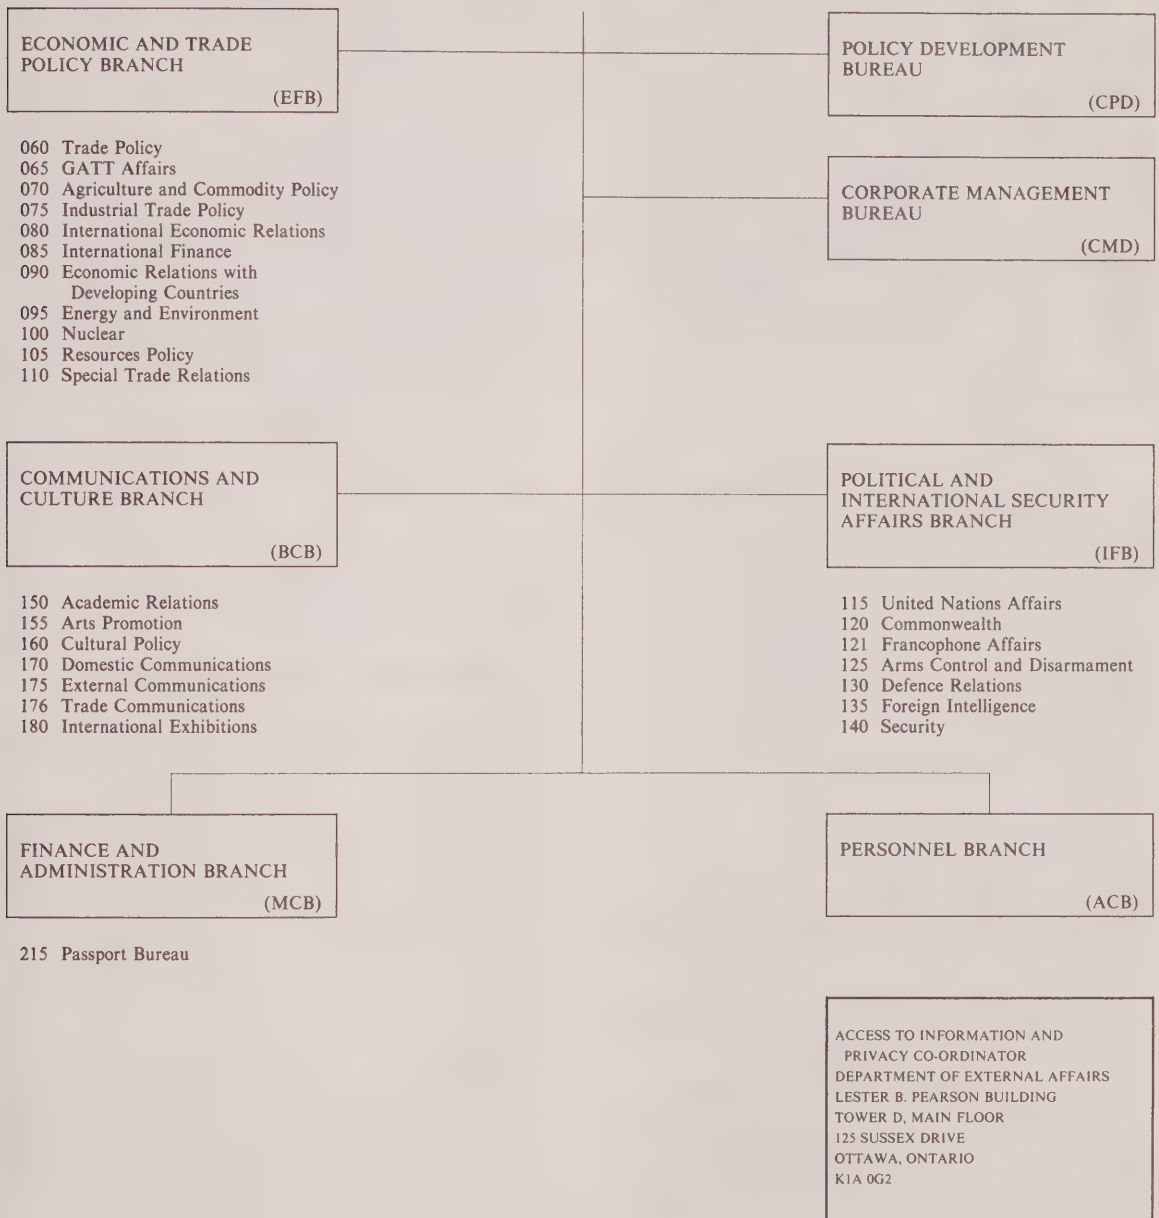 ECONOMIC AND TRADE
POLICY BRANCH
(EFB)
060 Trade Policy
065 GATT Affairs
070 Agriculture and Commodity Policy
075 Industrial Trade Policy
080 International Economic Relations
085 International Finance
090 Economic Relations with
Developing Countries
095 Energy and Environment
100 Nuclear
105 Resources Policy
110 Special Trade Relations
POLICY DEVELOPMENT
BUREAU
(CPD)
CORPORATE MANAGEMENT
BUREAU
(CMD)
COMMUNICATIONS AND
CULTURE BRANCH
(BCB)
150 Academic Relations
155 Arts Promotion
160 Cultural Policy
170 Domestic Communications
175 External Communications
176 Trade Communications
180 International Exhibitions
POLITICAL AND
INTERNATIONAL SECURITY
AFFAIRS BRANCH
(IFB)
115 United Nations Affairs
120 Commonwealth
121 Francophone Affairs
125 Arms Control and Disarmament
130 Defence Relations
135 Foreign Intelligence
140 Security
FINANCE AND
ADMINISTRATION BRANCH
(MCB)
215 Passport Bureau
PERSONNEL BRANCH
(ACB)
ACCESS TO INFORMATION AND
PRIVACY CO-ORDINATOR
DEPARTMENT OF EXTERNAL AFFAIRS
LESTER B. PEARSON BUILDING
TOWER D, MAIN FLOOR
125 SUSSEX DRIVE
OTTAWA, ONTARIO
K1A 0G2